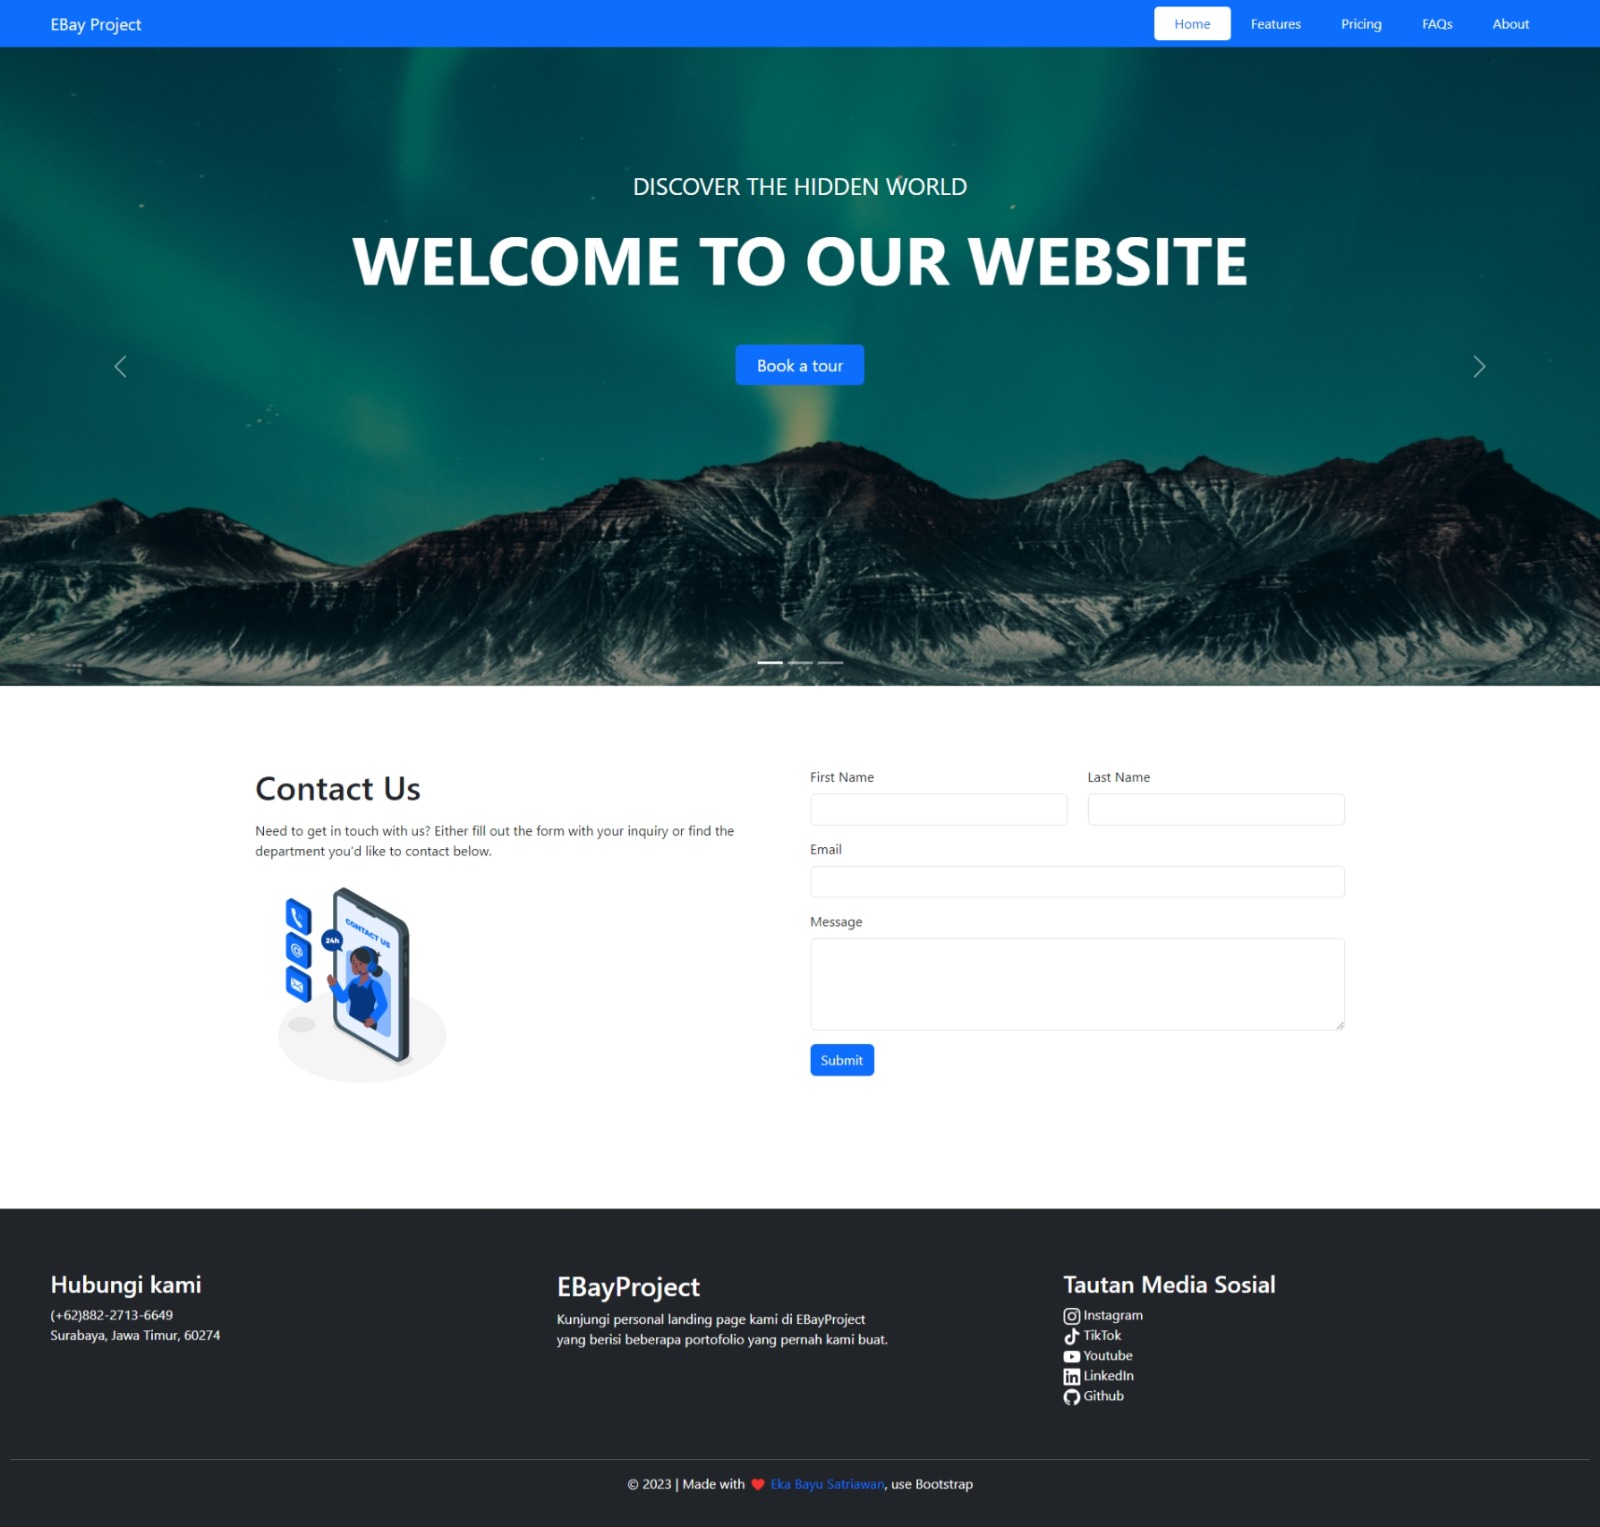 EBay Project
Home
Features
Pricing
FAQs
About
DISCOVER THE HIDDEN WORLD
WELCOME TO OUR WEBSITE
Book a tour
Contact Us
Need to get in touch with us? Either fill out the form with your inquiry or find the
department you'd like to contact below.
CONTACT US
24h
First Name
Last Name
Email
Message
Submit
Hubungi kami
(+62)882-2713-6649
Surabaya, Jawa Timur, 60274
EBayProject
Kunjungi personal landing page kami di EBayProject
yang berisi beberapa portofolio yang pernah kami buat.
Tautan Media Sosial
Instagram
TikTok
Youtube
LinkedIn
Github
© 2023 | Made with ❤️ Eka Bayu Satriawan, use Bootstrap